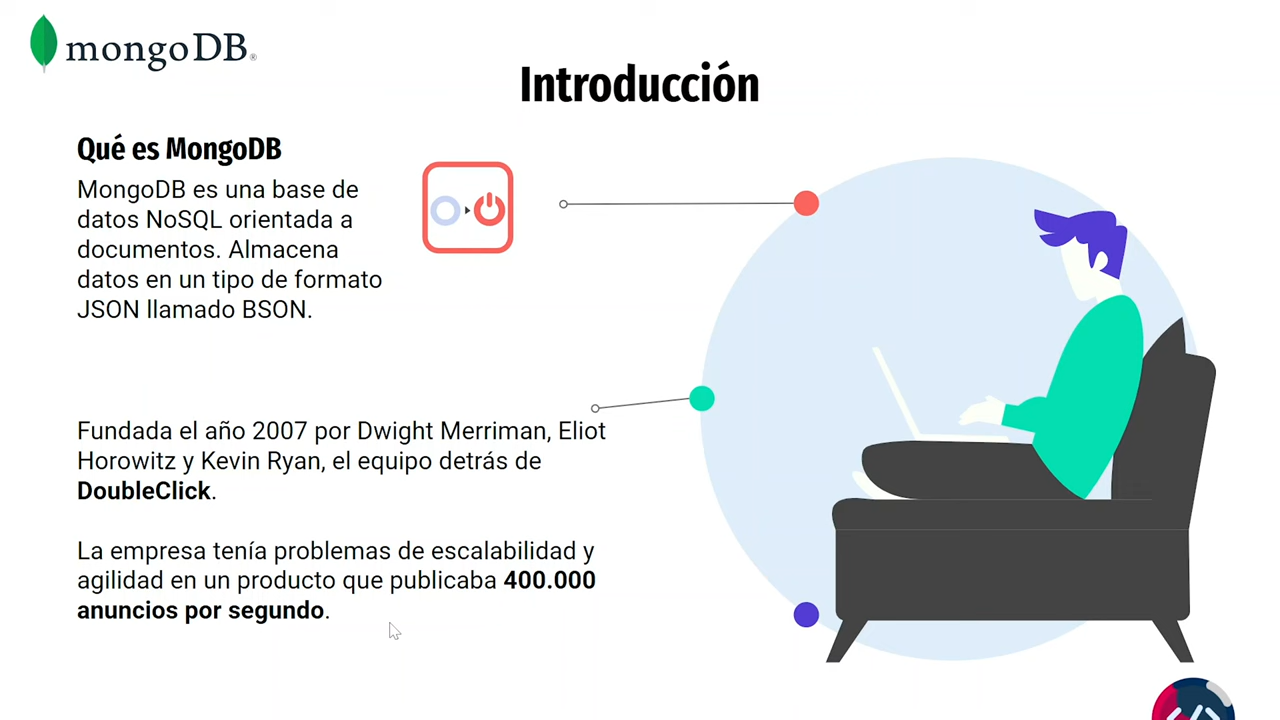 mongoDB®
Introducción
Qué es MongoDB
MongoDB es una base de
datos NoSQL orientada a
documentos. Almacena
datos en un tipo de formato
JSON llamado BSON.
Fundada el año 2007 por Dwight Merriman, Eliot
Horowitz y Kevin Ryan, el equipo detrás de
DoubleClick.
La empresa tenía problemas de escalabilidad y
agilidad en un producto que publicaba 400.000
anuncios por segundo.